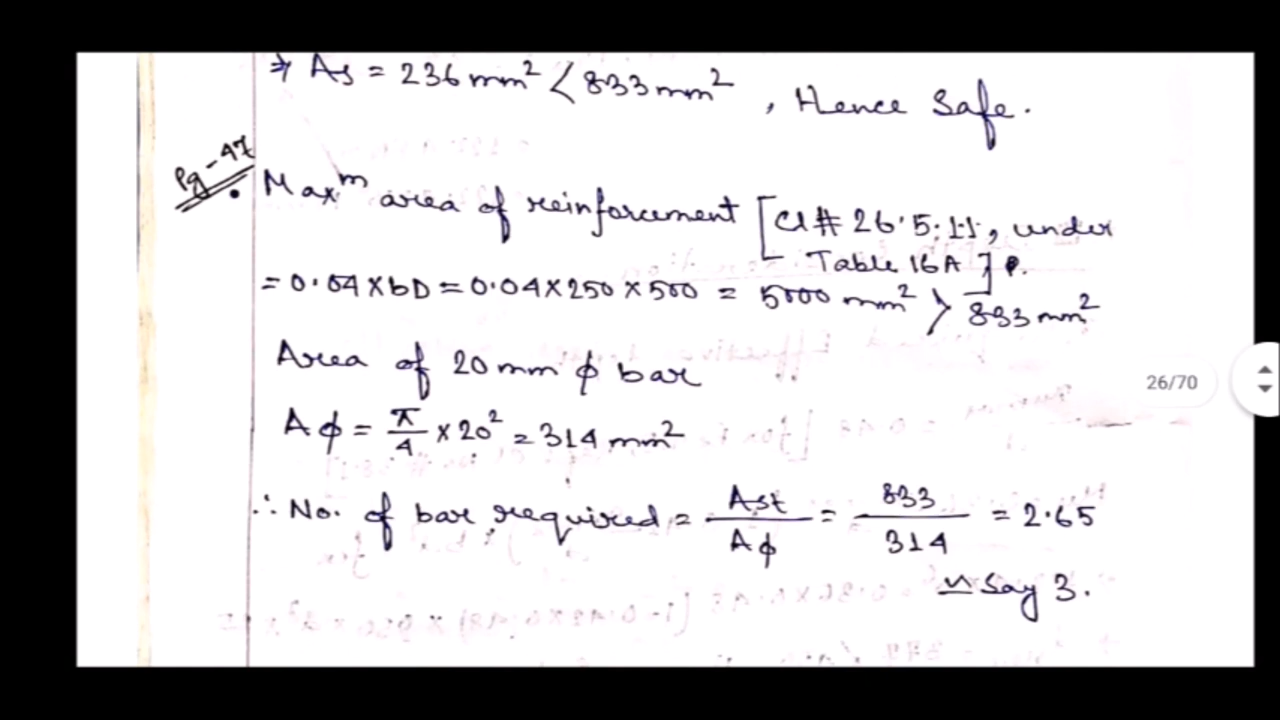 ⇒ As = 236 mm² < 833 mm², Hence Safe.
Pg-47
• Maxᵐ area of reinforcement [Cl# 26.5.1.1, under
Table 16A].
= 0.04 × bD = 0.04 × 250 × 500 = 5000 mm² > 833 mm²
Area of 20 mm ϕ bar
Aϕ = π/4 × 20² = 314 mm²
26/70
∴ No. of bar required = Ast/Aϕ = 833/314 = 2.65
≃ Say 3.